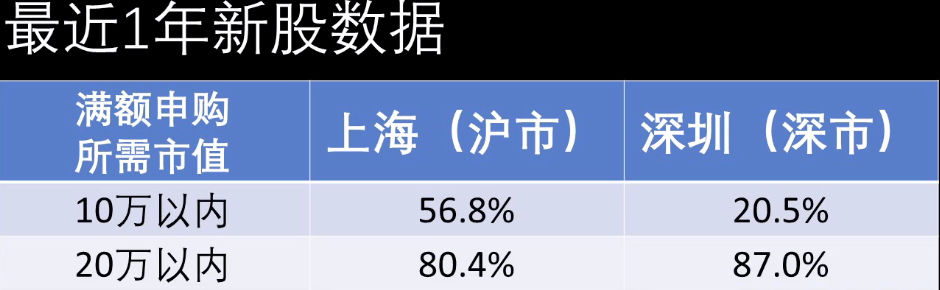 最近1年新股数据
满额申购
所需市值
上海（沪市）
深圳（深市）
10万以内 56.8% 20.5%
20万以内 80.4% 87.0%